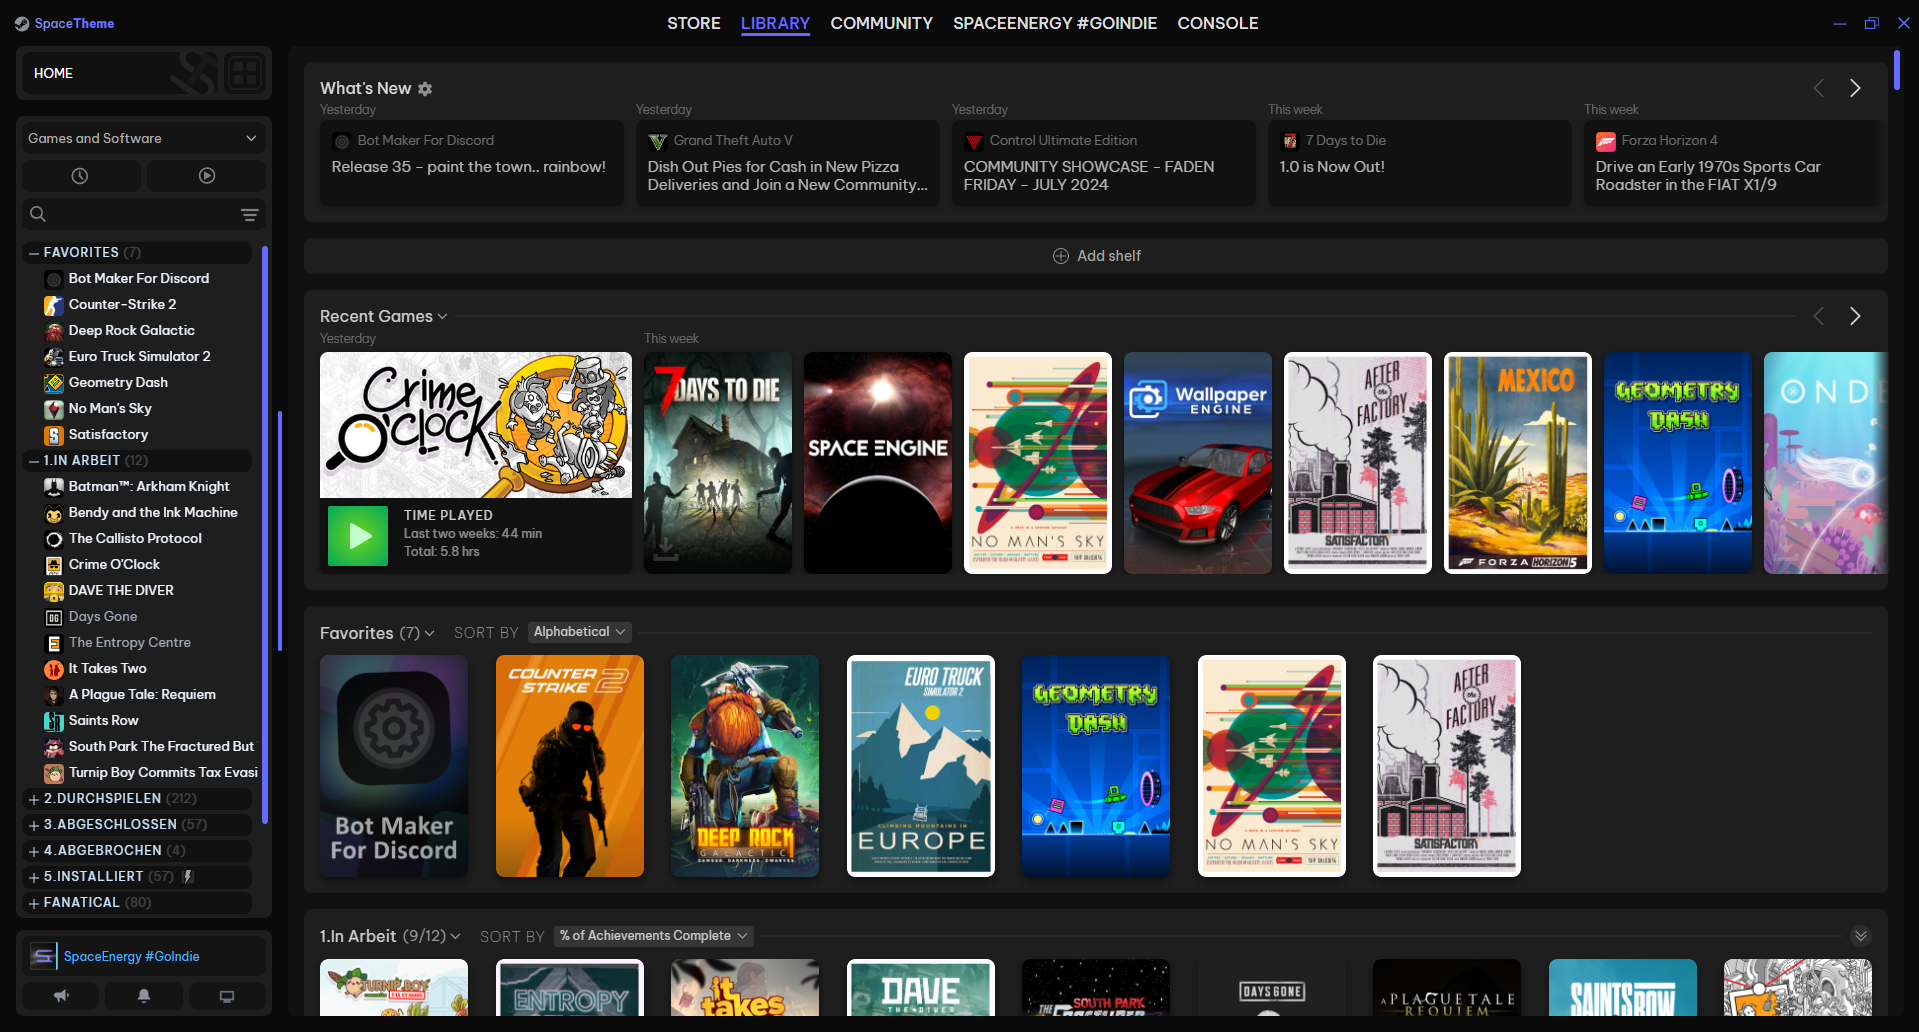 SpaceTheme
STORE
LIBRARY
COMMUNITY
SPACEENERGY #GOINDIE
CONSOLE
HOME
Games and Software
— FAVORITES (7)
Bot Maker For Discord
Counter-Strike 2
Deep Rock Galactic
Euro Truck Simulator 2
Geometry Dash
No Man's Sky
Satisfactory
— 1.IN ARBEIT (12)
Batman™: Arkham Knight
Bendy and the Ink Machine
The Callisto Protocol
Crime O'Clock
DAVE THE DIVER
Days Gone
The Entropy Centre
It Takes Two
A Plague Tale: Requiem
Saints Row
South Park The Fractured But
Turnip Boy Commits Tax Evasi
+ 2.DURCHSPIELEN (212)
+ 3.ABGESCHLOSSEN (57)
+ 4.ABGEBROCHEN (4)
+ 5.INSTALLIERT (57)
+ FANATICAL (80)
SpaceEnergy #GoIndie
What's New
Yesterday
Bot Maker For Discord
Release 35 - paint the town.. rainbow!
Yesterday
Grand Theft Auto V
Dish Out Pies for Cash in New Pizza
Deliveries and Join a New Community...
Yesterday
Control Ultimate Edition
COMMUNITY SHOWCASE - FADEN
FRIDAY - JULY 2024
This week
7 Days to Die
1.0 is Now Out!
This week
Forza Horizon 4
Drive an Early 1970s Sports Car
Roadster in the FIAT X1/9
Add shelf
Recent Games
Yesterday
This week
Crime
O'Clock
TIME PLAYED
Last two weeks: 44 min
Total: 5.8 hrs
7 DAYS TO DIE
SPACE ENGINE
NO MAN'S SKY
Wallpaper
ENGINE
AFTER
the
FACTORY
SATISFACTORY
MEXICO
FORZA HORIZON 5
GEOMETRY
DASH
ONDE
Favorites (7)
SORT BY
Alphabetical
Bot Maker
For Discord
COUNTER
STRIKE 2
DEEP ROCK
GALACTIC
DANGER. DARKNESS. DWARVES.
EURO TRUCK
SIMULATOR 2
CLIMBING MOUNTAINS IN
EUROPE
GEOMETRY
DASH
NO MAN'S SKY
AFTER
the
FACTORY
SATISFACTORY
1.In Arbeit (9/12)
SORT BY
% of Achievements Complete
TURNIP BOY
COMMITS TAX EVASION
ENTROPY
it
takes
DAVE
THE DIVER
SOUTH PARK
THE FRACTURED
DAYS GONE
A PLAGUE TALE
REQUIEM
SAINTS ROW